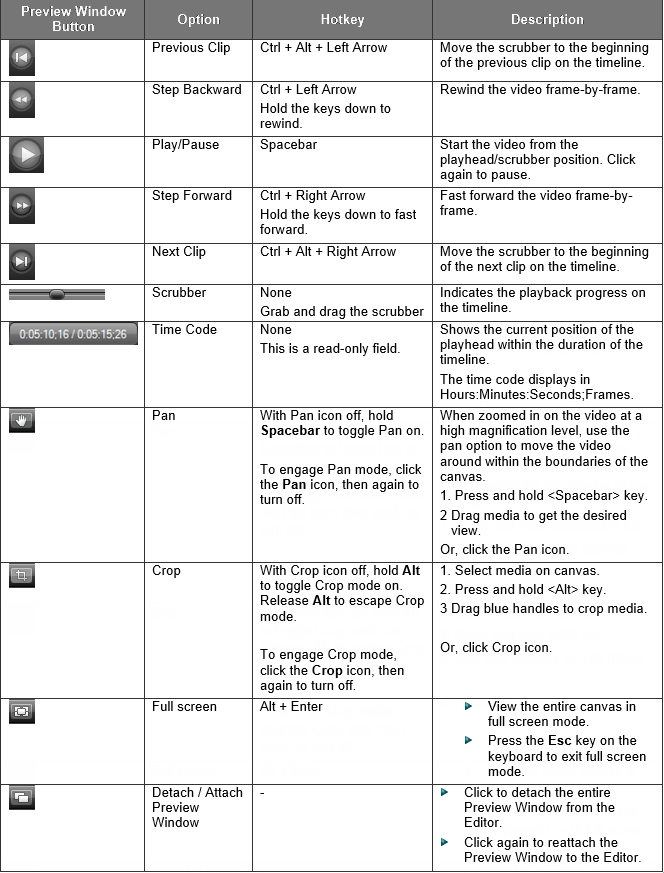 Preview Window
Button
Option
Hotkey
Description
Previous Clip
Ctrl + Alt + Left Arrow
Move the scrubber to the beginning
of the previous clip on the timeline.
Step Backward
Ctrl + Left Arrow
Hold the keys down to
rewind.
Rewind the video frame-by-frame.
Play/Pause
Spacebar
Start the video from the
playhead/scrubber position. Click
again to pause.
Step Forward
Ctrl + Right Arrow
Hold the keys down to fast
forward.
Fast forward the video frame-by-
frame.
Next Clip
Ctrl + Alt + Right Arrow
Move the scrubber to the beginning
of the next clip on the timeline.
Scrubber
None
Grab and drag the scrubber
Indicates the playback progress on
the timeline.
0:05:10;16 / 0:05:15;26
Time Code
None
This is a read-only field.
Shows the current position of the
playhead within the duration of the
timeline.
The time code displays in
Hours:Minutes:Seconds;Frames.
Pan
With Pan icon off, hold
Spacebar to toggle Pan on.
To engage Pan mode, click
the Pan icon, then again to
turn off.
When zoomed in on the video at a
high magnification level, use the
pan option to move the video
around within the boundaries of the
canvas.
1. Press and hold <Spacebar> key.
2 Drag media to get the desired
view.
Or, click the Pan icon.
Crop
With Crop icon off, hold Alt
to toggle Crop mode on.
Release Alt to escape Crop
mode.
To engage Crop mode,
click the Crop icon, then
again to turn off.
1. Select media on canvas.
2. Press and hold <Alt> key.
3 Drag blue handles to crop media.
Or, click Crop icon.
Full screen
Alt + Enter
View the entire canvas in
full screen mode.
Press the Esc key on the
keyboard to exit full screen
mode.
Detach / Attach
Preview
Window
-
Click to detach the entire
Preview Window from the
Editor.
Click again to reattach the
Preview Window to the Editor.